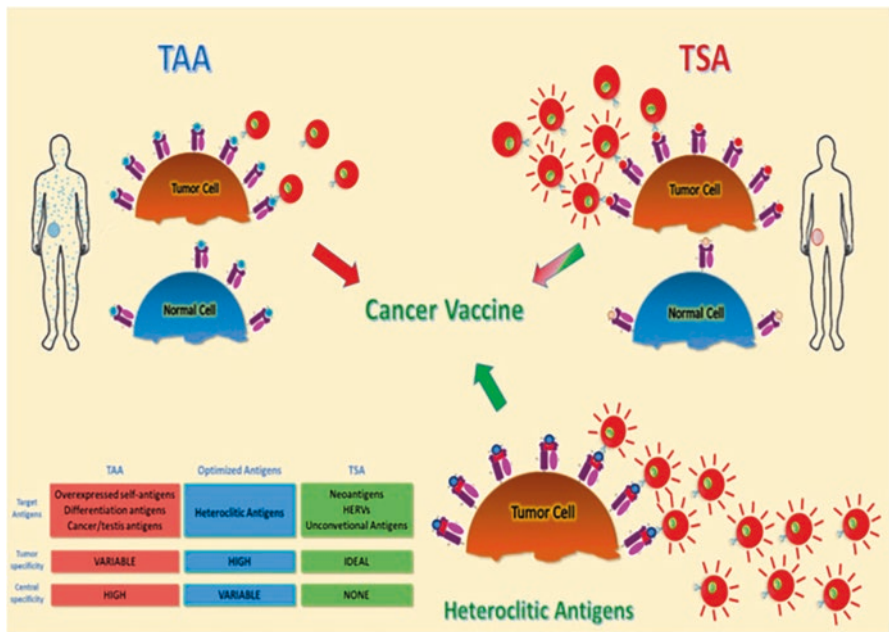 TAA
TSA
Tumor Cell
Tumor Cell
Normal Cell
Normal Cell
Cancer Vaccine
Tumor Cell
Heteroclitic Antigens
TAA Optimized Antigens TSA
Target Antigens
Overexpressed self-antigens
Differentiation antigens
Cancer/testis antigens
Heteroclitic Antigens
Neoantigens
HERVs
Unconvetional Antigens
Tumor specificity
VARIABLE HIGH IDEAL
Central specificity
HIGH VARIABLE NONE